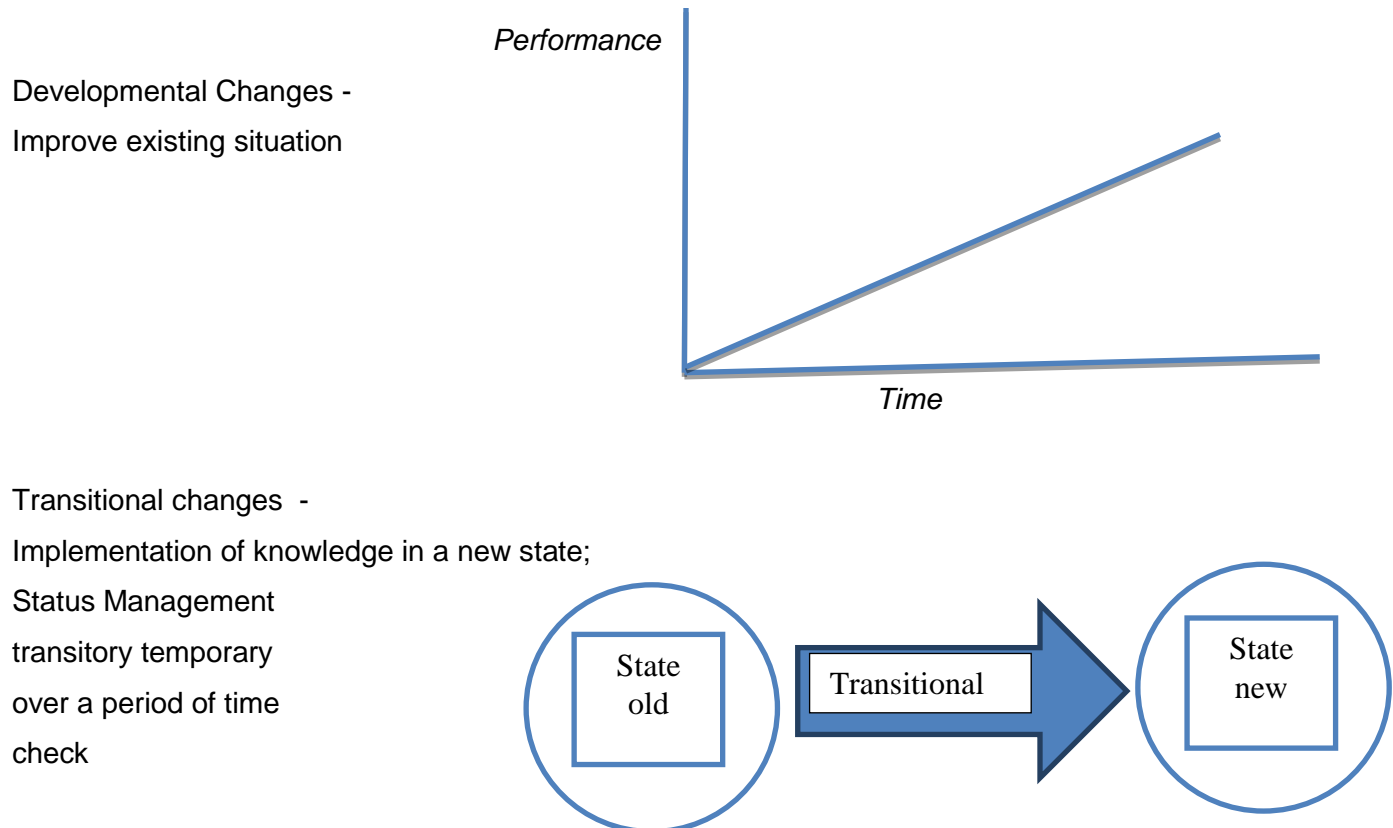 Performance
Developmental Changes -
Improve existing situation
Time
Transitional changes  -
Implementation of knowledge in a new state;
Status Management
transitory temporary
over a period of time
check
State
old
Transitional
State
new